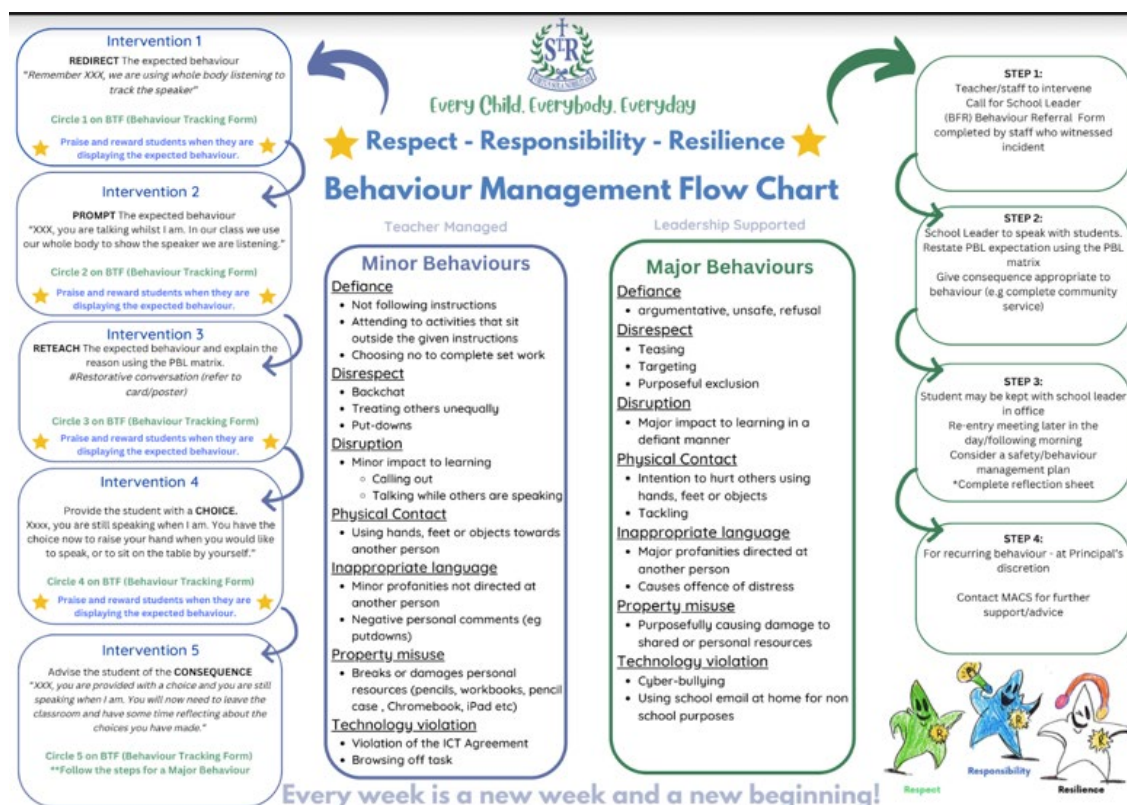 STR
Every Child, Everybody, Everyday
Respect - Responsibility - Resilience
Behaviour Management Flow Chart
Intervention 1
REDIRECT The expected behaviour
"Remember XXX, we are using whole body listening to
track the speaker"
Circle 1 on BTF (Behaviour Tracking Form)
Praise and reward students when they are
displaying the expected behaviour.
Intervention 2
PROMPT The expected behaviour
"XXX, you are talking whilst I am. In our class we use
our whole body to show the speaker we are listening."
Circle 2 on BTF (Behaviour Tracking Form)
Praise and reward students when they are
displaying the expected behaviour.
Intervention 3
RETEACH The expected behaviour and explain the
reason using the PBL matrix.
#Restorative conversation (refer to
card/poster)
Circle 3 on BTF (Behaviour Tracking Form)
Praise and reward students when they are
displaying the expected behaviour.
Intervention 4
Provide the student with a CHOICE.
Xxxx, you are still speaking when I am. You have the
choice now to raise your hand when you would like
to speak, or to sit on the table by yourself."
Circle 4 on BTF (Behaviour Tracking Form)
Praise and reward students when they are
displaying the expected behaviour.
Intervention 5
Advise the student of the CONSEQUENCE
"XXX, you are provided with a choice and you are still
speaking when I am. You will now need to leave the
classroom and have some time reflecting about the
choices you have made."
Circle 5 on BTF (Behaviour Tracking Form)
**Follow the steps for a Major Behaviour
Teacher Managed
Minor Behaviours
Defiance
• Not following instructions
• Attending to activities that sit
outside the given instructions
• Choosing no to complete set work
Disrespect
• Backchat
• Treating others unequally
• Put-downs
Disruption
• Minor impact to learning
○ Calling out
○ Talking while others are speaking
Physical Contact
• Using hands, feet or objects towards
another person
Inappropriate language
• Minor profanities not directed at
another person
• Negative personal comments (eg
putdowns)
Property misuse
• Breaks or damages personal
resources (pencils, workbooks, pencil
case , Chromebook, iPad etc)
Technology violation
• Violation of the ICT Agreement
• Browsing off task
Leadership Supported
Major Behaviours
Defiance
• argumentative, unsafe, refusal
Disrespect
• Teasing
• Targeting
• Purposeful exclusion
Disruption
• Major impact to learning in a
defiant manner
Physical Contact
• Intention to hurt others using
hands, feet or objects
• Tackling
Inappropriate language
• Major profanities directed at
another person
• Causes offence of distress
Property misuse
• Purposefully causing damage to
shared or personal resources
Technology violation
• Cyber-bullying
• Using school email at home for non
school purposes
STEP 1:
Teacher/staff to intervene
Call for School Leader
(BFR) Behaviour Referral Form
completed by staff who witnessed
incident
STEP 2:
School Leader to speak with students.
Restate PBL expectation using the PBL
matrix
Give consequence appropriate to
behaviour (e.g complete community
service)
STEP 3:
Student may be kept with school leader
in office
Re-entry meeting later in the
day/following morning
Consider a safety/behaviour
management plan
*Complete reflection sheet
STEP 4:
For recurring behaviour - at Principal's
discretion
Contact MACS for further
support/advice
R
R
R
Respect
Responsibility
Resilience
Every week is a new week and a new beginning!